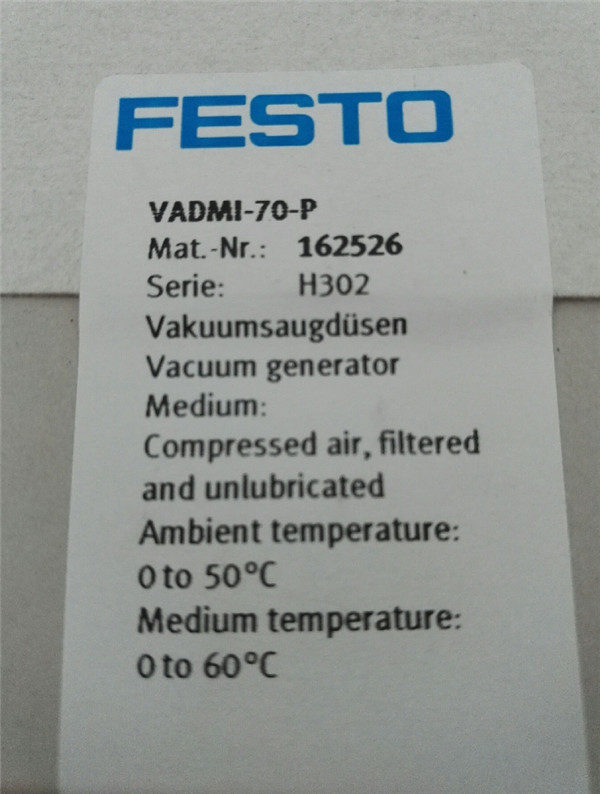 FESTO
VADMI-70-P
Mat.-Nr.: 162526
Serie: H302
Vakuumsaugdüsen
Vacuum generator
Medium:
Compressed air, filtered
and unlubricated
Ambient temperature:
0 to 50°C
Medium temperature:
0 to 60°C